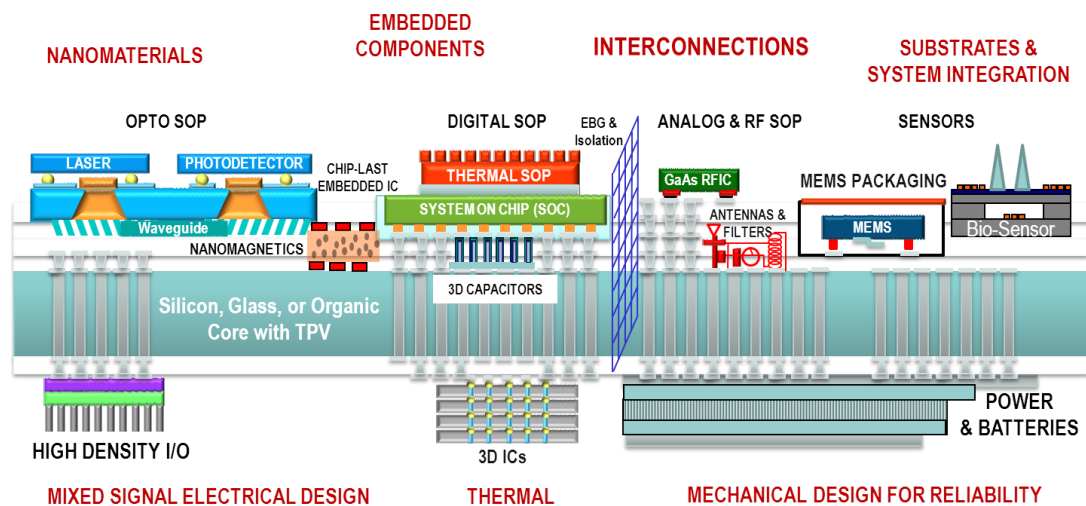 NANOMATERIALS
EMBEDDED
COMPONENTS
INTERCONNECTIONS
SUBSTRATES &
SYSTEM INTEGRATION
OPTO SOP
DIGITAL SOP
EBG &
Isolation
ANALOG & RF SOP
SENSORS
LASER
PHOTODETECTOR
CHIP-LAST
EMBEDDED IC
THERMAL SOP
GaAs RFIC
MEMS PACKAGING
SYSTEM ON CHIP (SOC)
ANTENNAS &
FILTERS
MEMS
Bio-Sensor
Waveguide
NANOMAGNETICS
3D CAPACITORS
Silicon, Glass, or Organic
Core with TPV
HIGH DENSITY I/O
3D ICs
POWER
& BATTERIES
MIXED SIGNAL ELECTRICAL DESIGN
THERMAL
MECHANICAL DESIGN FOR RELIABILITY